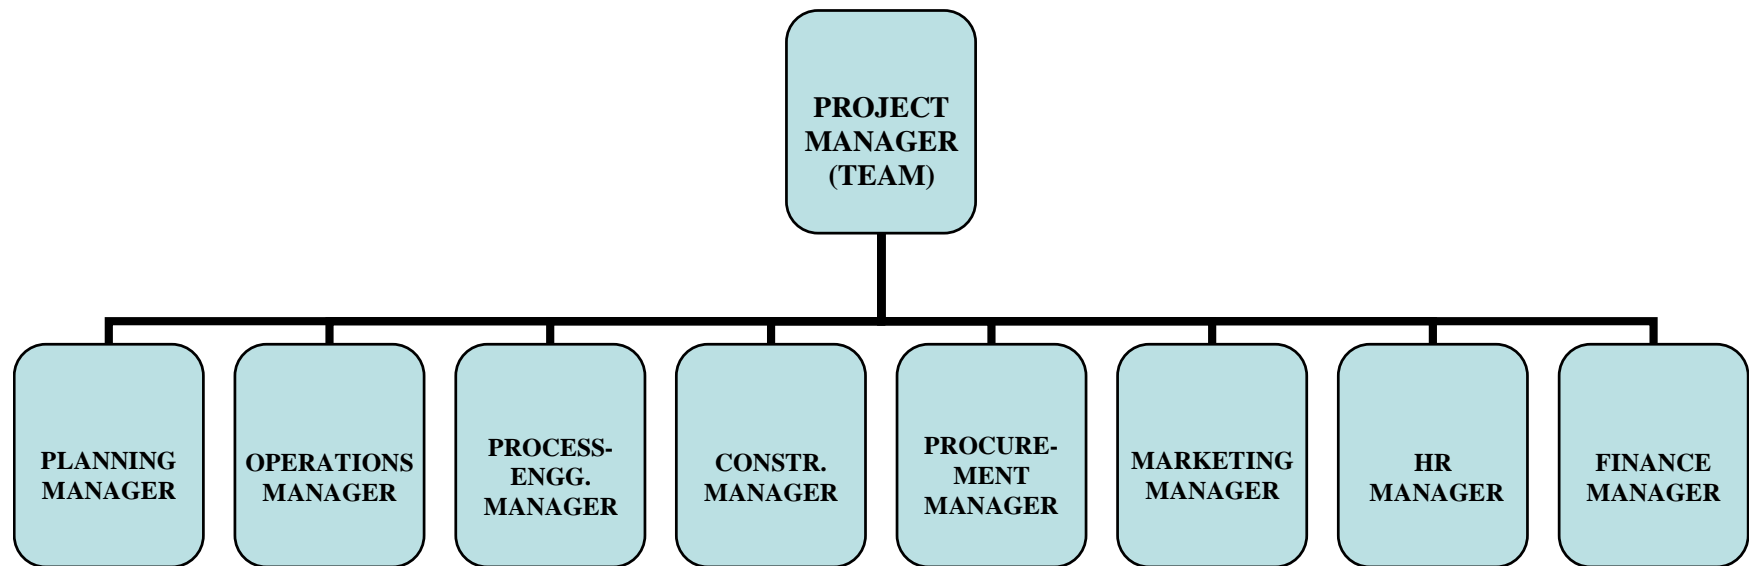 PROJECT
MANAGER
(TEAM)
PLANNING
MANAGER
OPERATIONS
MANAGER
PROCESS-
ENGG.
MANAGER
CONSTR.
MANAGER
PROCURE-
MENT
MANAGER
MARKETING
MANAGER
HR
MANAGER
FINANCE
MANAGER